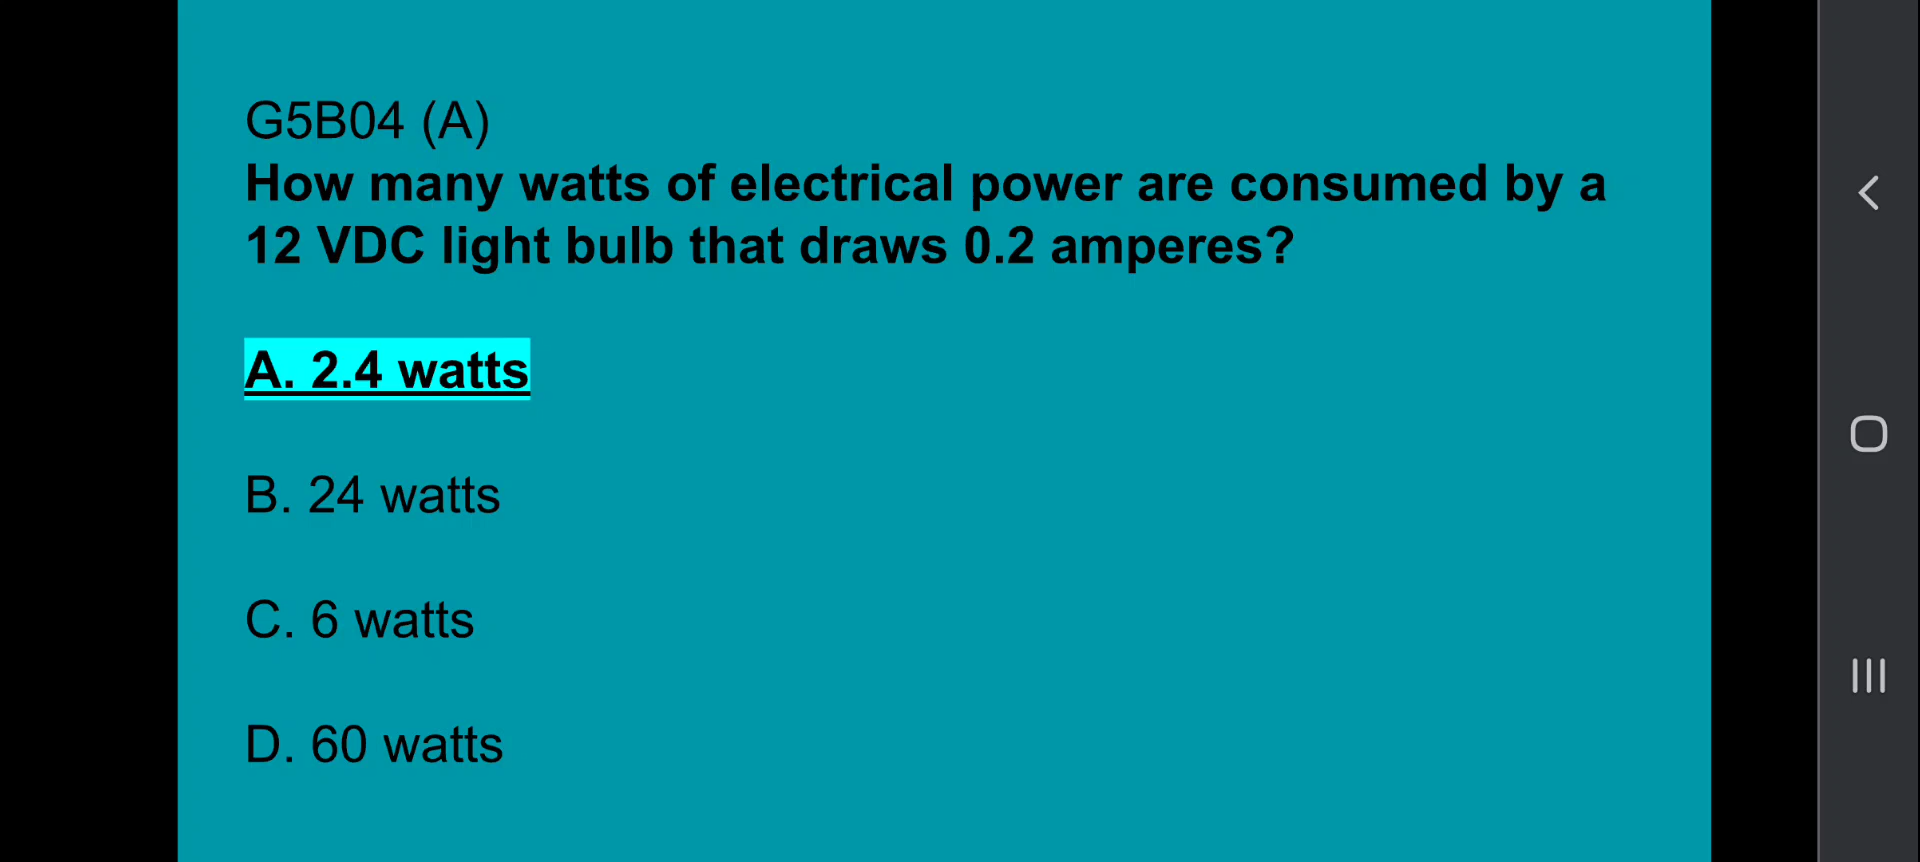 G5B04 (A)
How many watts of electrical power are consumed by a
12 VDC light bulb that draws 0.2 amperes?
A. 2.4 watts
B. 24 watts
C. 6 watts
D. 60 watts